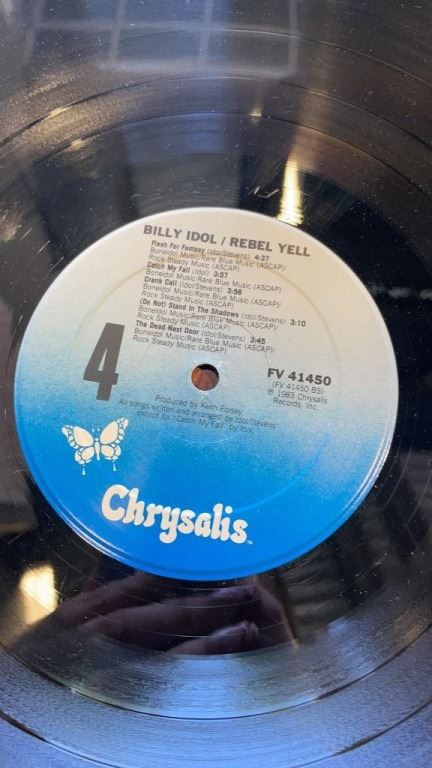 BILLY IDOL / REBEL YELL
Flesh For Fantasy (Idol/Stevens) 4:37
Boneidol Music/Rare Blue Music (ASCAP)/
Rock Steady Music (ASCAP)
Catch My Fall (Idol) 3:57
Boneidol Music/Rare Blue Music (ASCAP)
Crank Call (Idol/Stevens) 3:56
Boneidol Music/Rare Blue Music (ASCAP)/
Rock Steady Music (ASCAP)
(Do Not) Stand In The Shadows (Idol/Stevens) 3:10
Boneidol Music/Rare Blue Music (ASCAP)/
Rock Steady Music (ASCAP)
The Dead Next Door (Idol/Stevens) 3:45
Boneidol Music/Rare Blue Music (ASCAP)/
Rock Steady Music (ASCAP)
4
FV 41450
(FV 41450 BS)
℗ 1983 Chrysalis
Records, Inc.
Produced by Keith Forsey
All songs written and arranged by Idol/Stevens
except for "Catch My Fall" by Idol
Chrysalis™